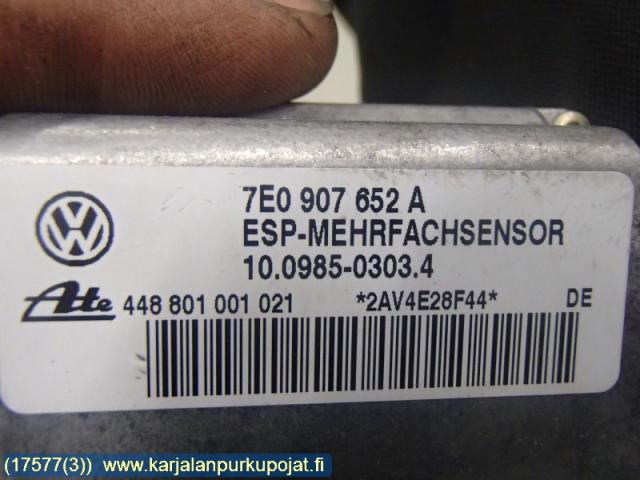 7E0 907 652 A
ESP-MEHRFACHSENSOR
10.0985-0303.4
Ate 448 801 001 021 *2AV4E28F44* DE
(17577(3)) www.karjalanpurkupojat.fi